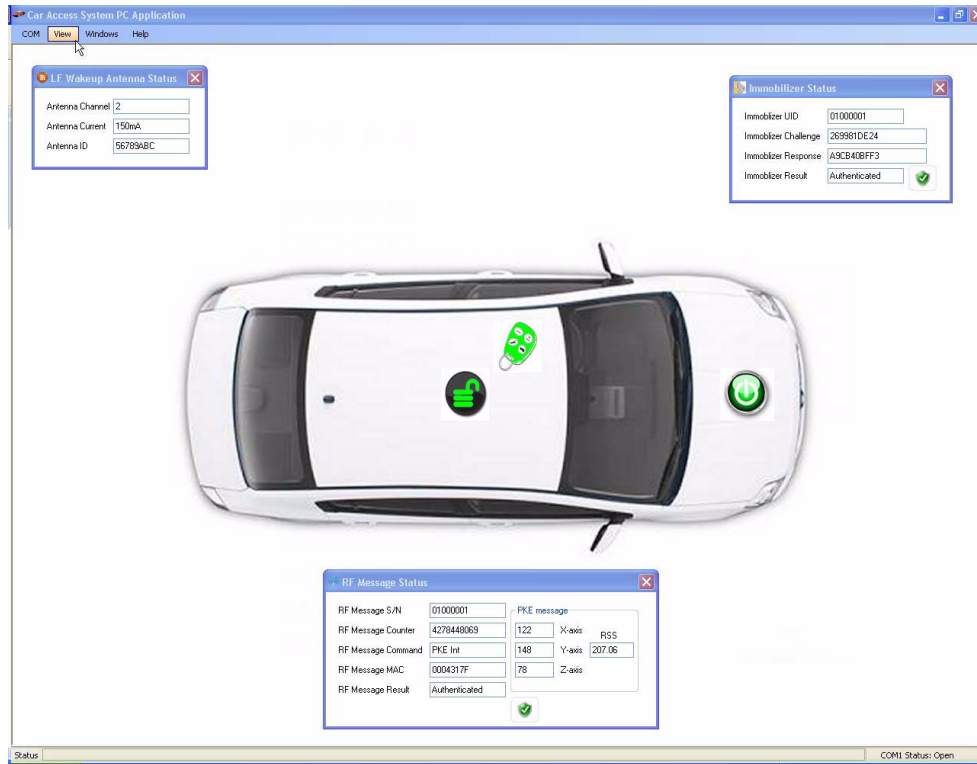 Car Access System PC Application
COM View Windows Help
LF Wakeup Antenna Status
Antenna Channel 2
Antenna Current 150mA
Antenna ID 56789ABC
Immobilizer Status
Immoblizer UID 01000001
Immoblizer Challenge 269981DE24
Immoblizer Response A9CB40BFF3
Immoblizer Result Authenticated
RF Message Status
RF Message S/N 01000001 PKE message
RF Message Counter 4278448069 122 X-axis RSS
RF Message Command PKE Int 148 Y-axis 207.06
RF Message MAC 0004317F 78 Z-axis
RF Message Result Authenticated
Status COM1 Status: Open